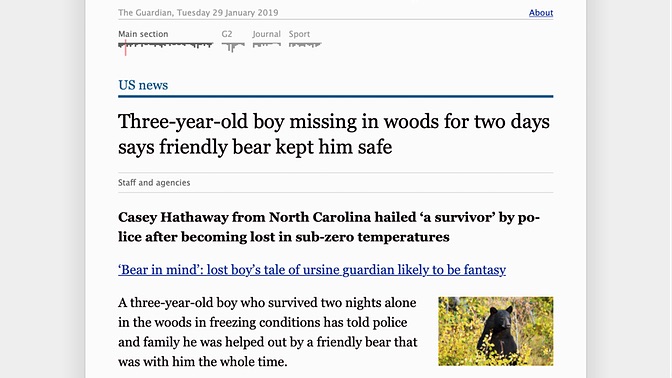 The Guardian, Tuesday 29 January 2019 About
Main section G2 Journal Sport
US news
Three-year-old boy missing in woods for two days
says friendly bear kept him safe
Staff and agencies
Casey Hathaway from North Carolina hailed ‘a survivor’ by po-
lice after becoming lost in sub-zero temperatures
‘Bear in mind’: lost boy’s tale of ursine guardian likely to be fantasy
A three-year-old boy who survived two nights alone
in the woods in freezing conditions has told police
and family he was helped out by a friendly bear that
was with him the whole time.